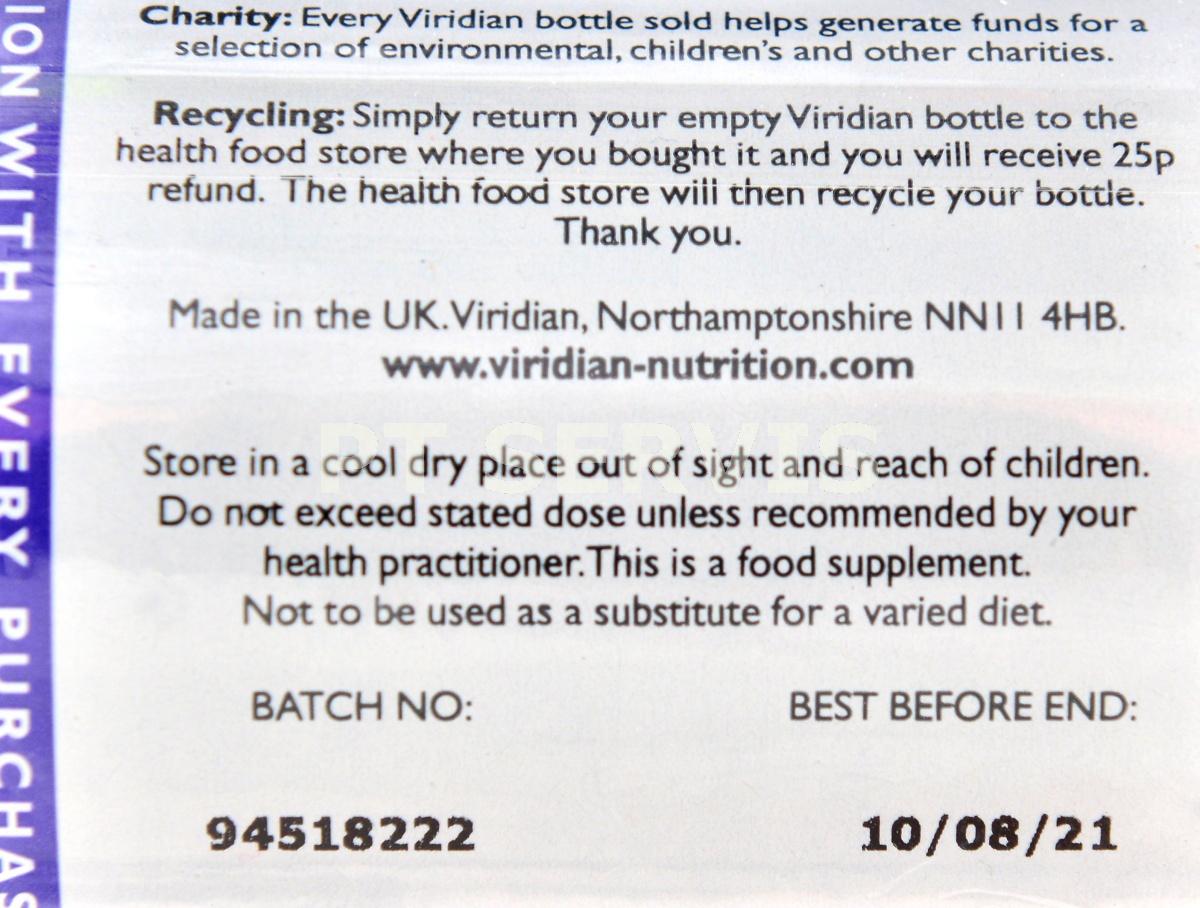 Charity: Every Viridian bottle sold helps generate funds for a
selection of environmental, children's and other charities.
Recycling: Simply return your empty Viridian bottle to the
health food store where you bought it and you will receive 25p
refund. The health food store will then recycle your bottle.
Thank you.
Made in the UK. Viridian, Northamptonshire NN11 4HB.
www.viridian-nutrition.com
PT SERVIS
Store in a cool dry place out of sight and reach of children.
Do not exceed stated dose unless recommended by your
health practitioner. This is a food supplement.
Not to be used as a substitute for a varied diet.
BATCH NO: BEST BEFORE END:
94518222 10/08/21
ION WITH EVERY PURCHAS